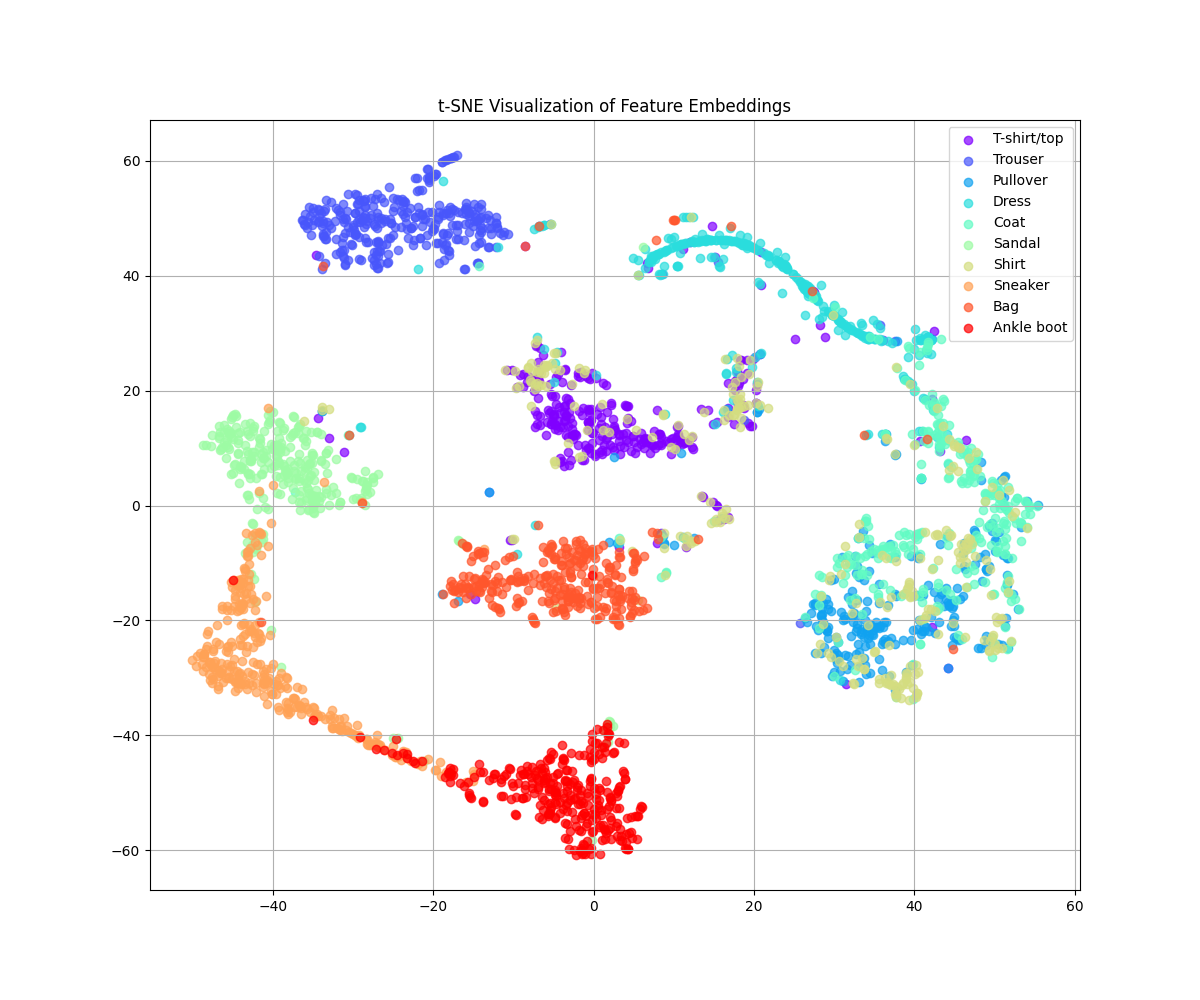 t-SNE Visualization of Feature Embeddings
T-shirt/top
Trouser
Pullover
Dress
Coat
Sandal
Shirt
Sneaker
Bag
Ankle boot
60
40
20
0
−20
−40
−60
−40 −20 0 20 40 60